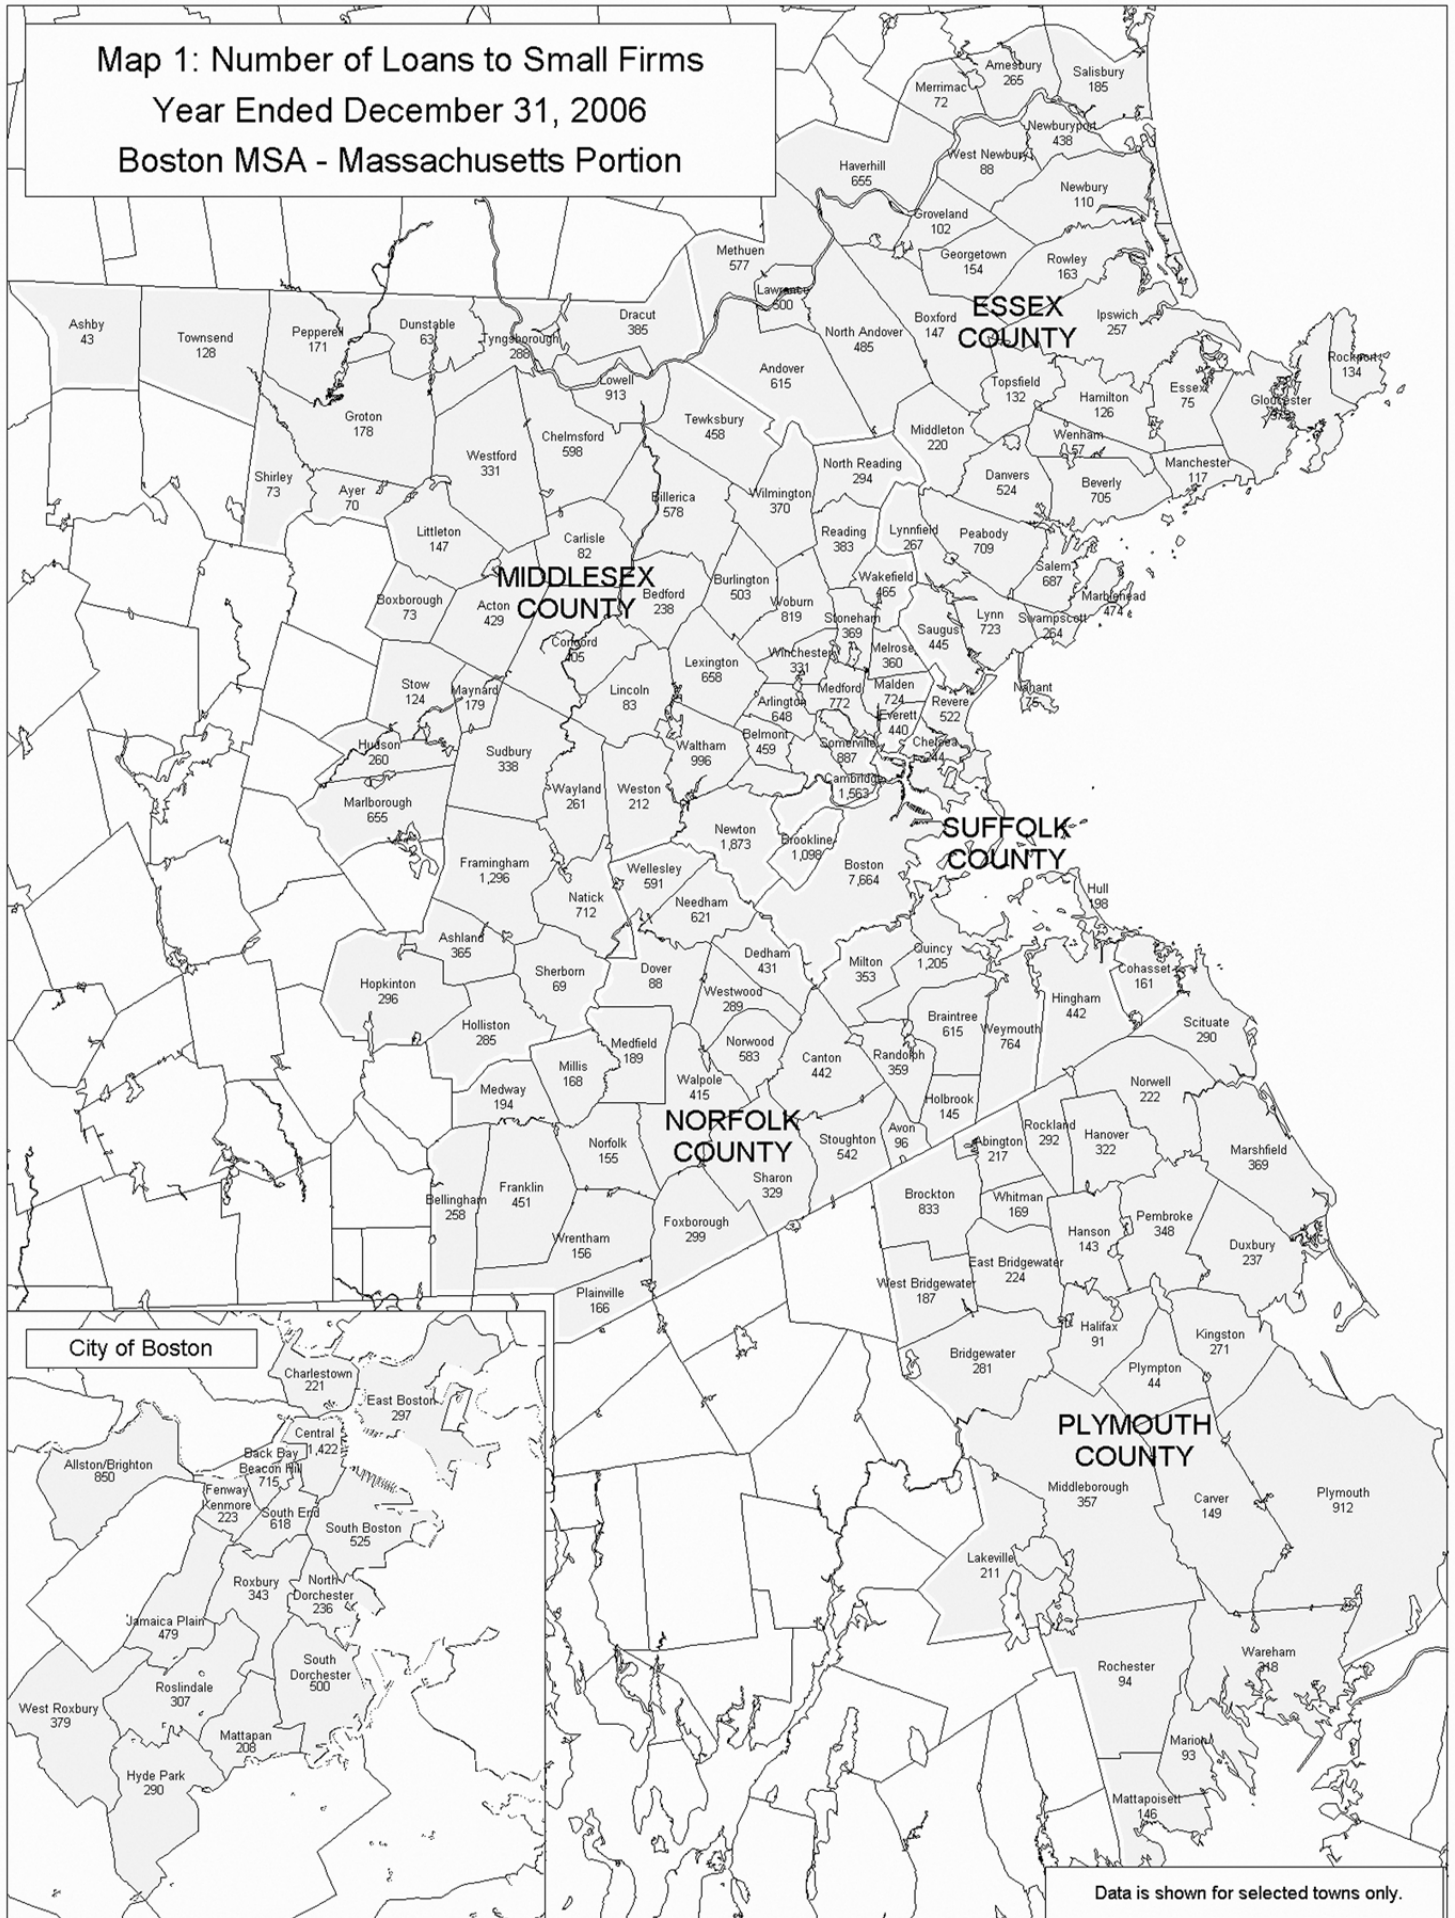 Map 1: Number of Loans to Small Firms
Year Ended December 31, 2006
Boston MSA - Massachusetts Portion
Amesbury
265
Salisbury
185
Merrimac
72
Newburyport
438
West Newbury
88
Haverhill
655
Newbury
110
Groveland
102
Methuen
577
Georgetown
154
Rowley
163
Lawrence
500
ESSEX
COUNTY
Ashby
43
Townsend
128
Pepperell
171
Dunstable
63
Tyngsborough
288
Dracut
385
North Andover
485
Boxford
147
Ipswich
257
Rockport
134
Lowell
913
Andover
615
Topsfield
132
Hamilton
126
Essex
75
Gloucester
Groton
178
Chelmsford
598
Tewksbury
458
Middleton
220
Wenham
57
Westford
331
North Reading
294
Danvers
524
Beverly
705
Manchester
117
Shirley
73
Ayer
70
Billerica
578
Wilmington
370
Littleton
147
Carlisle
82
Reading
383
Lynnfield
267
Peabody
709
Salem
687
MIDDLESEX
COUNTY
Wakefield
465
Marblehead
474
Boxborough
73
Acton
429
Bedford
238
Burlington
503
Woburn
819
Stoneham
369
Saugus
445
Lynn
723
Swampscott
264
Concord
Lexington
658
Winchester
331
Melrose
360
Stow
124
Maynard
179
Lincoln
83
Arlington
648
Medford
772
Malden
724
Revere
522
Nahant
75
Hudson
260
Sudbury
338
Waltham
996
Belmont
459
Somerville
887
Everett
440
Chelsea
Wayland
261
Weston
212
Cambridge
1,563
Marlborough
655
Newton
1,873
Brookline
1,098
Boston
7,664
SUFFOLK
COUNTY
Framingham
1,296
Natick
712
Wellesley
591
Needham
621
Hull
198
Ashland
365
Sherborn
69
Dover
88
Dedham
431
Milton
353
Quincy
1,205
Cohasset
161
Hopkinton
296
Westwood
289
Hingham
442
Scituate
290
Holliston
285
Medfield
189
Norwood
583
Canton
442
Randolph
359
Braintree
615
Weymouth
764
Millis
168
Medway
194
Walpole
415
Holbrook
145
Norwell
222
NORFOLK
COUNTY
Norfolk
155
Stoughton
542
Avon
96
Abington
217
Rockland
292
Hanover
322
Marshfield
369
Bellingham
258
Franklin
451
Sharon
329
Brockton
833
Whitman
169
Wrentham
156
Foxborough
299
Hanson
143
Pembroke
348
Duxbury
237
East Bridgewater
224
Plainville
166
West Bridgewater
187
Halifax
91
Kingston
271
Bridgewater
281
Plympton
44
PLYMOUTH
COUNTY
Middleborough
357
Carver
149
Plymouth
912
Lakeville
211
Rochester
94
Wareham
318
Marion
93
Mattapoisett
146
City of Boston
Charlestown
221
East Boston
297
Central
1,422
Allston/Brighton
850
Back Bay
Beacon Hill
715
Fenway
Kenmore
223
South End
618
South Boston
525
Roxbury
343
North
Dorchester
236
Jamaica Plain
479
South
Dorchester
500
Roslindale
307
West Roxbury
379
Mattapan
208
Hyde Park
290
Data is shown for selected towns only.